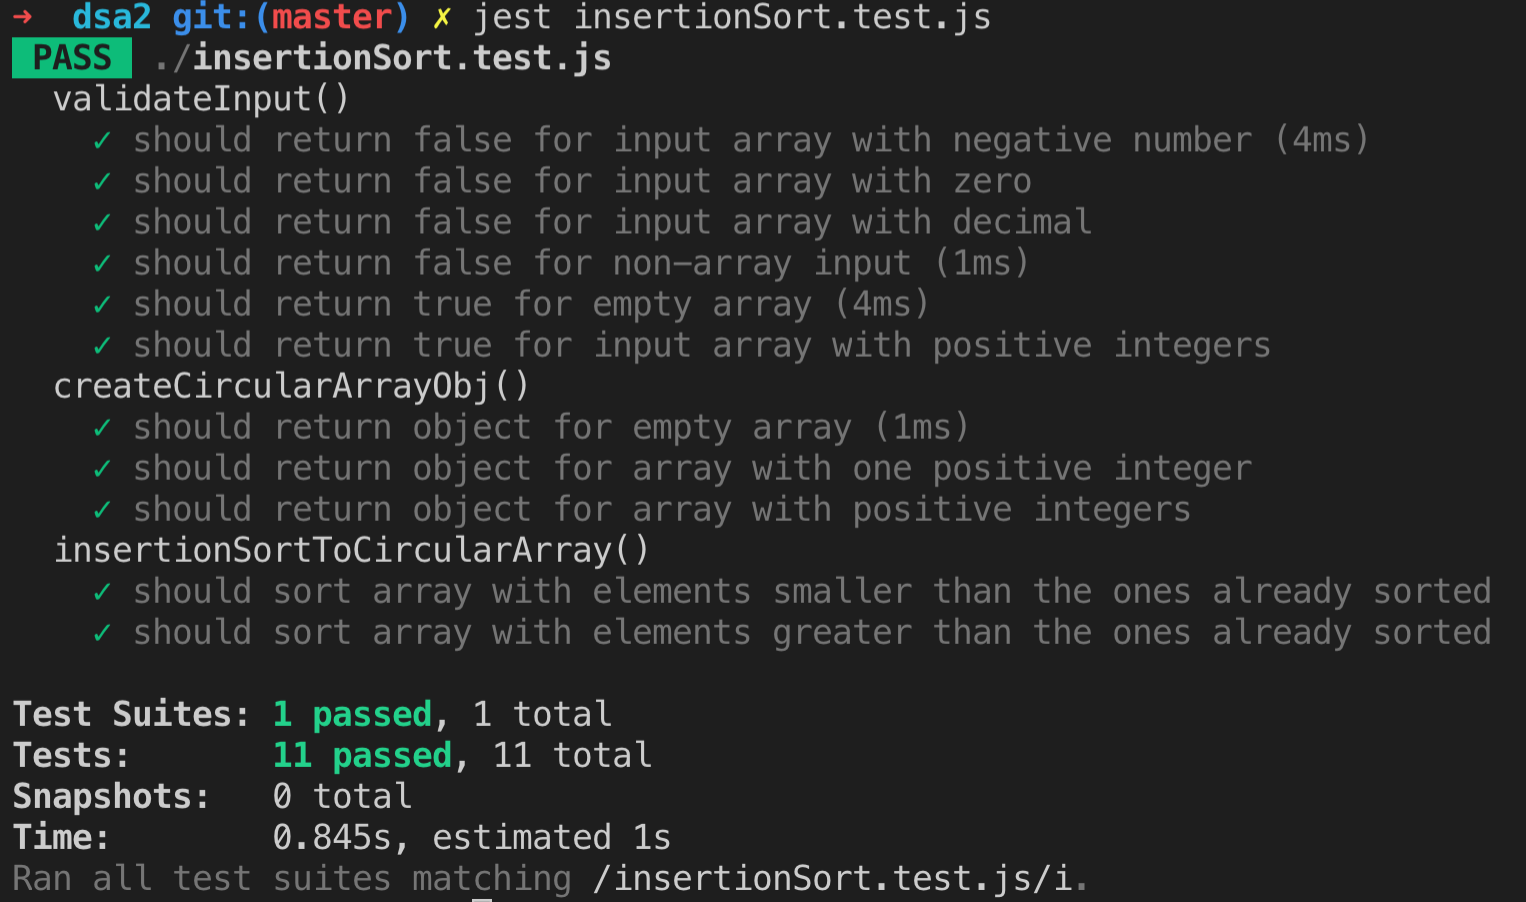 ➜  dsa2 git:(master) ✗ jest insertionSort.test.js
PASS ./insertionSort.test.js
validateInput()
✓ should return false for input array with negative number (4ms)
✓ should return false for input array with zero
✓ should return false for input array with decimal
✓ should return false for non-array input (1ms)
✓ should return true for empty array (4ms)
✓ should return true for input array with positive integers
createCircularArrayObj()
✓ should return object for empty array (1ms)
✓ should return object for array with one positive integer
✓ should return object for array with positive integers
insertionSortToCircularArray()
✓ should sort array with elements smaller than the ones already sorted
✓ should sort array with elements greater than the ones already sorted
Test Suites: 1 passed, 1 total
Tests: 11 passed, 11 total
Snapshots: 0 total
Time: 0.845s, estimated 1s
Ran all test suites matching /insertionSort.test.js/i.